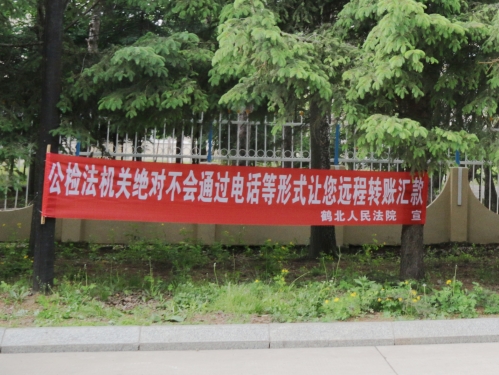 公检法机关绝对不会通过电话等形式让您远程转账汇款
鹤北人民法院 宣